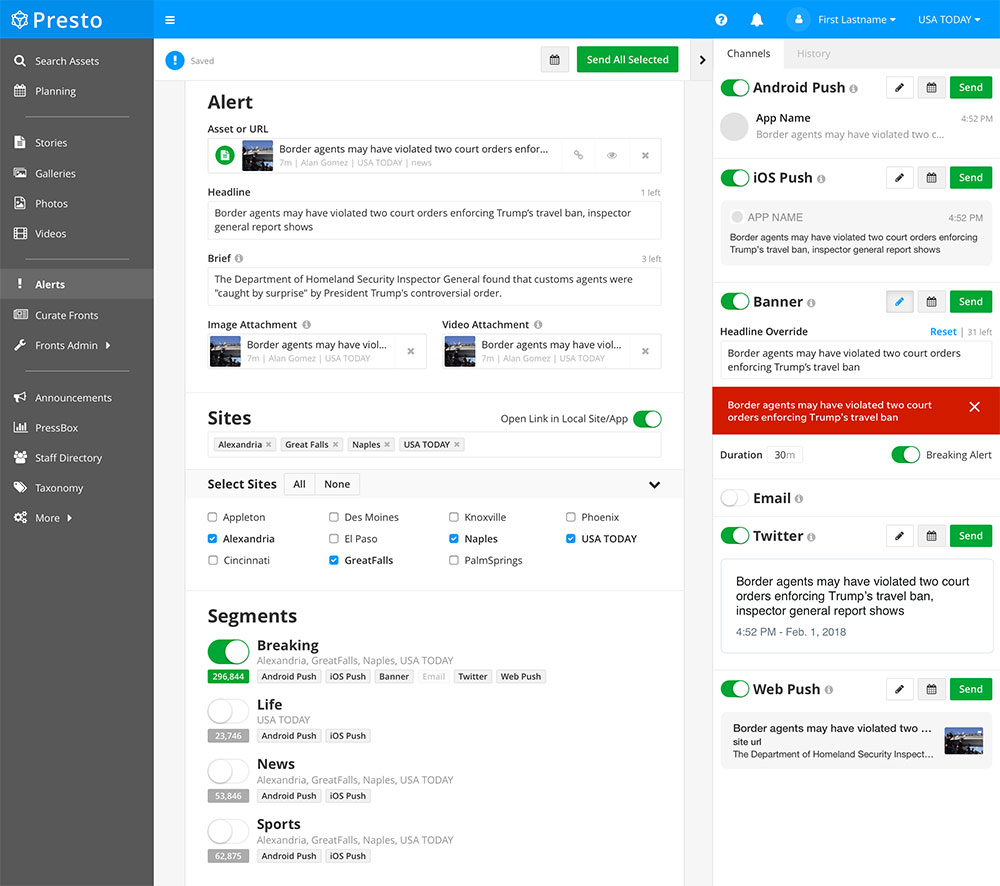 Presto
First Lastname
USA TODAY
Search Assets
Planning
Stories
Galleries
Photos
Videos
Alerts
Curate Fronts
Fronts Admin
Announcements
PressBox
Staff Directory
Taxonomy
More
Saved
Send All Selected
Alert
Asset or URL
Border agents may have violated two court orders enfor...
7m | Alan Gomez | USA TODAY | news
Headline
1 left
Border agents may have violated two court orders enforcing Trump's travel ban, inspector
general report shows
Brief
3 left
The Department of Homeland Security Inspector General found that customs agents were
"caught by surprise" by President Trump's controversial order.
Image Attachment
Border agents may have viol...
7m | Alan Gomez | USA TODAY
Video Attachment
Border agents may have viol...
7m | Alan Gomez | USA TODAY
Sites
Open Link in Local Site/App
Alexandria
Great Falls
Naples
USA TODAY
Select Sites
All
None
Appleton
Des Moines
Knoxville
Phoenix
Alexandria
El Paso
Naples
USA TODAY
Cincinnati
GreatFalls
PalmSprings
Segments
Breaking
Alexandria, GreatFalls, Naples, USA TODAY
296,844
Android Push
iOS Push
Banner
Email
Twitter
Web Push
Life
USA TODAY
23,746
Android Push
iOS Push
News
Alexandria, GreatFalls, Naples, USA TODAY
53,846
Android Push
iOS Push
Sports
Alexandria, GreatFalls, Naples, USA TODAY
62,875
Android Push
iOS Push
Channels
History
Android Push
Send
App Name
4:52 PM
Border agents may have violated two c...
iOS Push
Send
APP NAME
4:52 PM
Border agents may have violated two court orders enforcing
Trump's travel ban, inspector general report shows
Banner
Send
Headline Override
Reset | 31 left
Border agents may have violated two court orders
enforcing Trump's travel ban
Border agents may have violated two court
orders enforcing Trump's travel ban
Duration
30m
Breaking Alert
Email
Twitter
Send
Border agents may have violated two court
orders enforcing Trump's travel ban,
inspector general report shows
4:52 PM - Feb. 1, 2018
Web Push
Send
Border agents may have violated two ...
site url
The Department of Homeland Security Inspect...